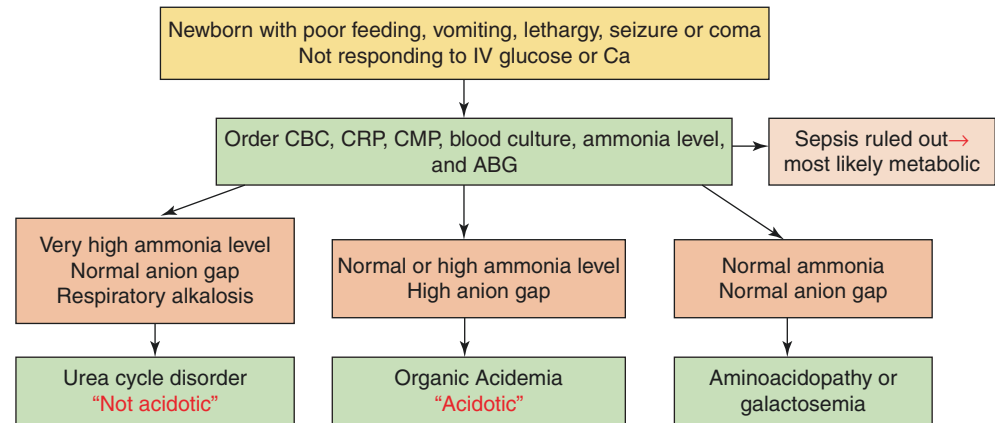 Newborn with poor feeding, vomiting, lethargy, seizure or coma
Not responding to IV glucose or Ca
Order CBC, CRP, CMP, blood culture, ammonia level,
and ABG
Sepsis ruled out→
most likely metabolic
Very high ammonia level
Normal anion gap
Respiratory alkalosis
Normal or high ammonia level
High anion gap
Normal ammonia
Normal anion gap
Urea cycle disorder
“Not acidotic”
Organic Acidemia
“Acidotic”
Aminoacidopathy or
galactosemia